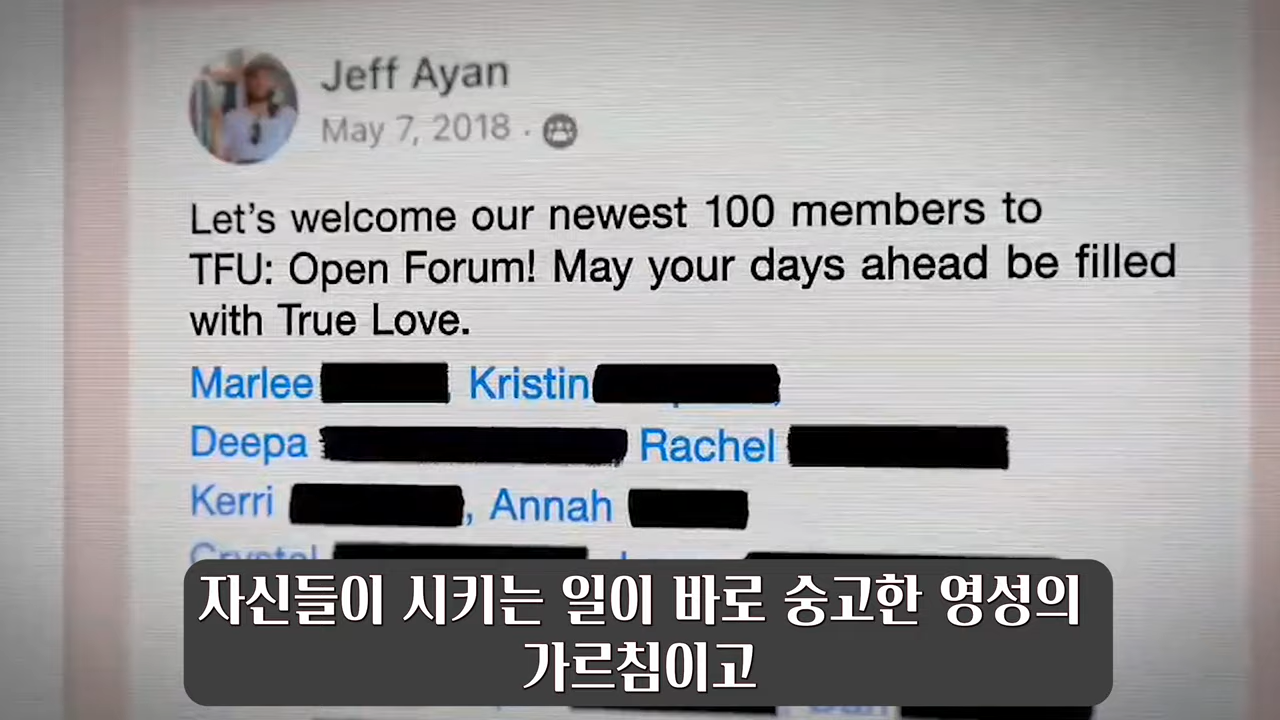 Jeff Ayan
May 7, 2018 ·
Let's welcome our newest 100 members to
TFU: Open Forum! May your days ahead be filled
with True Love.
Marlee Kristin
Deepa Rachel
Kerri , Annah
Crystal
자신들이 시키는 일이 바로 숭고한 영성의
가르침이고